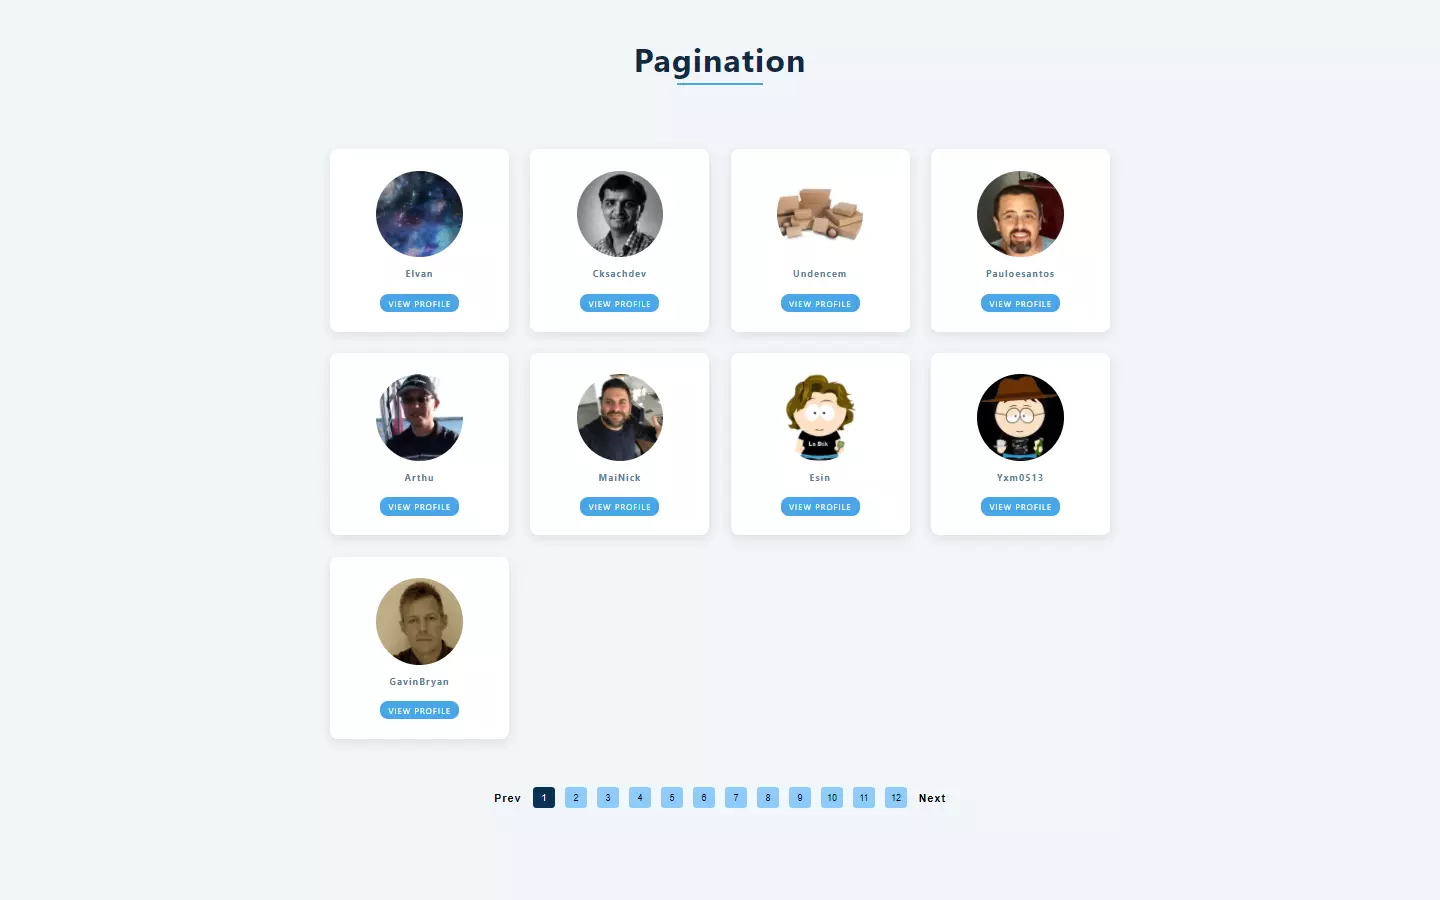 Pagination
Elvan
Cksachdev
Undencem
Pauloesantos
VIEW PROFILE
VIEW PROFILE
VIEW PROFILE
VIEW PROFILE
Arthu
MaiNick
Esin
Yxm0513
VIEW PROFILE
VIEW PROFILE
VIEW PROFILE
VIEW PROFILE
GavinBryan
VIEW PROFILE
Prev 1 2 3 4 5 6 7 8 9 10 11 12 Next